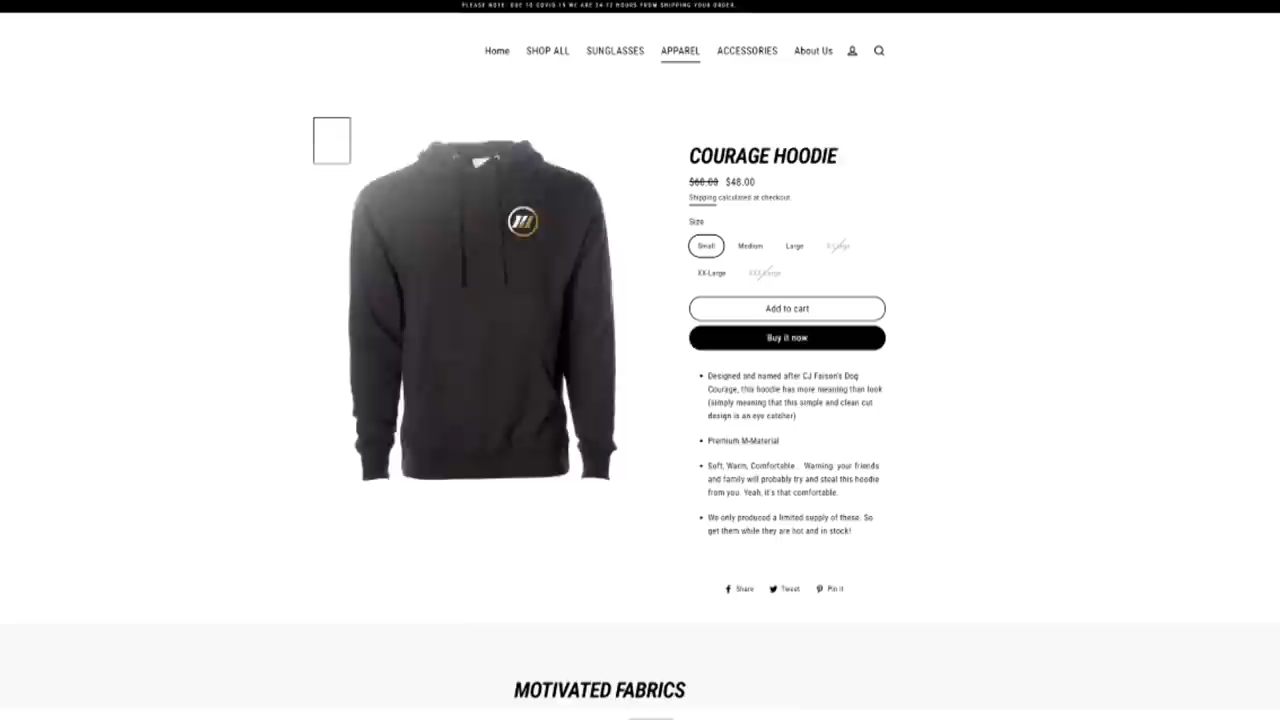 PLEASE NOTE: DUE TO COVID-19 WE ARE 24-72 HOURS FROM SHIPPING YOUR ORDER.
Home SHOP ALL SUNGLASSES APPAREL ACCESSORIES About Us
COURAGE HOODIE
$60.00 $48.00
Shipping calculated at checkout.
Size
Small Medium Large X-Large
XX-Large XXX-Large
Add to cart
Buy it now
• Designed and named after CJ Faison's Dog
Courage, this hoodie has more meaning than look
(simply meaning that this simple and clean cut
design is an eye catcher)
• Premium M-Material
• Soft, Warm, Comfortable... Warning: your friends
and family will probably try and steal this hoodie
from you. Yeah, it's that comfortable.
• We only produced a limited supply of these. So
get them while they are hot and in stock!
Share Tweet Pin it
MOTIVATED FABRICS